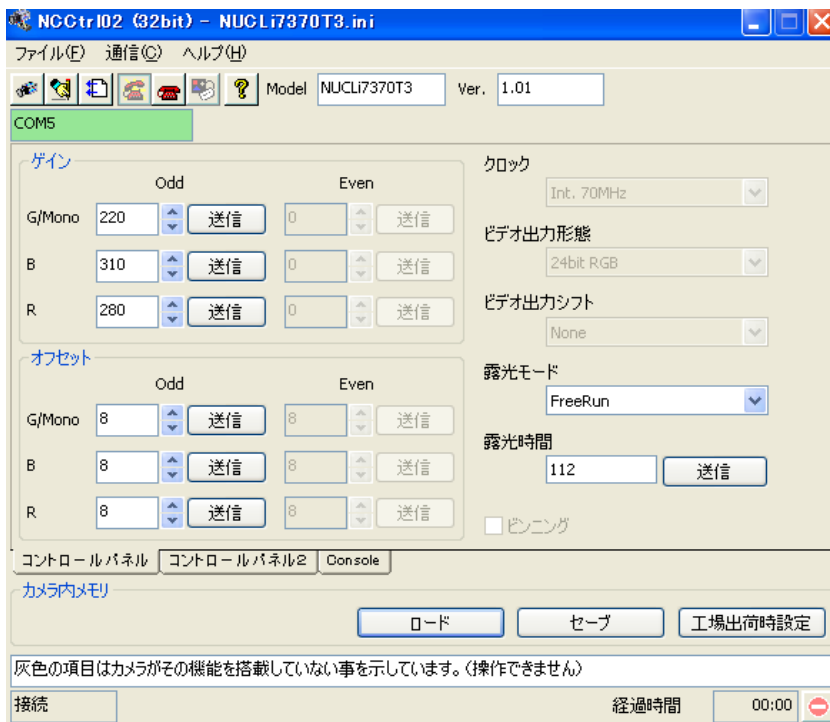 NCCtrl02 (32bit) - NUCLi7370T3.ini
ファイル(F) 通信(C) ヘルプ(H)
Model NUCLi7370T3 Ver. 1.01
COM5
ゲイン
Odd Even
G/Mono 220 送信 0 送信
B 310 送信 0 送信
R 280 送信 0 送信
オフセット
Odd Even
G/Mono 8 送信 8 送信
B 8 送信 8 送信
R 8 送信 8 送信
クロック
Int. 70MHz
ビデオ出力形態
24bit RGB
ビデオ出力シフト
None
露光モード
FreeRun
露光時間
112 送信
ビンニング
コントロールパネル コントロールパネル2 Console
カメラ内メモリ
ロード セーブ 工場出荷時設定
灰色の項目はカメラがその機能を搭載していない事を示しています。(操作できません)
接続 経過時間 00:00